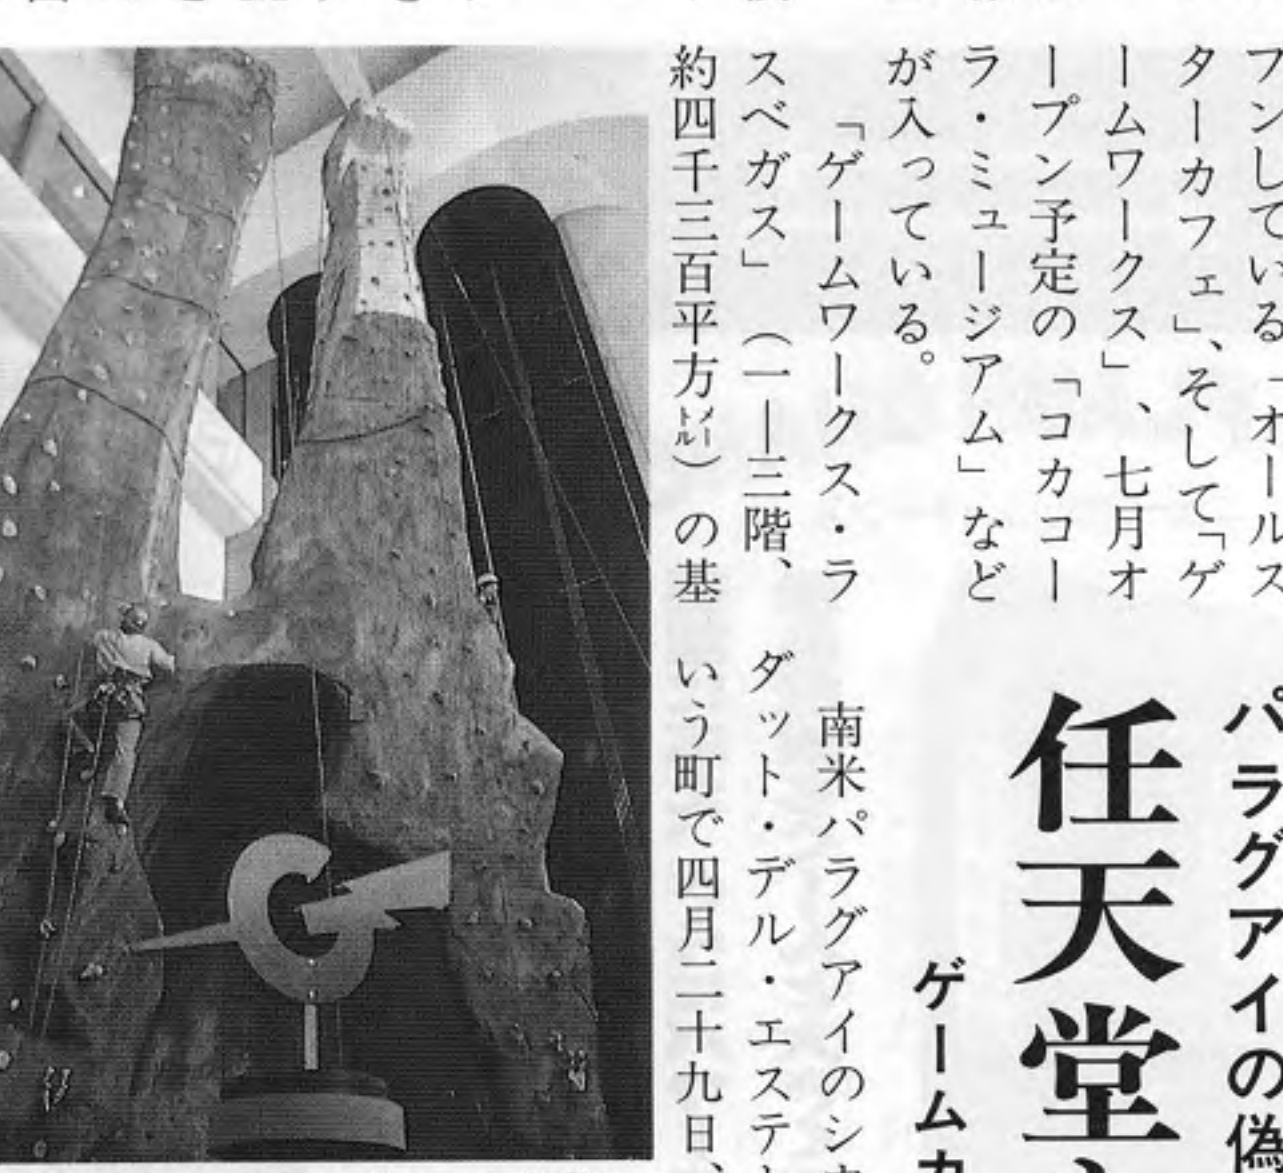 プンしている「オールス
ターカフェ」、そして「ゲ
ームワークス」、七月オ
ープン予定の「コカコー
ラ・ミュージアム」など
が入っている。
「ゲームワークス・ラ
スベガス」（一―三階、
約四千三百平方メートル）の基
パラグアイの偽
任天堂
ゲームカ
南米パラグアイのシウ
ダット・デル・エステと
いう町で四月二十九日、
G